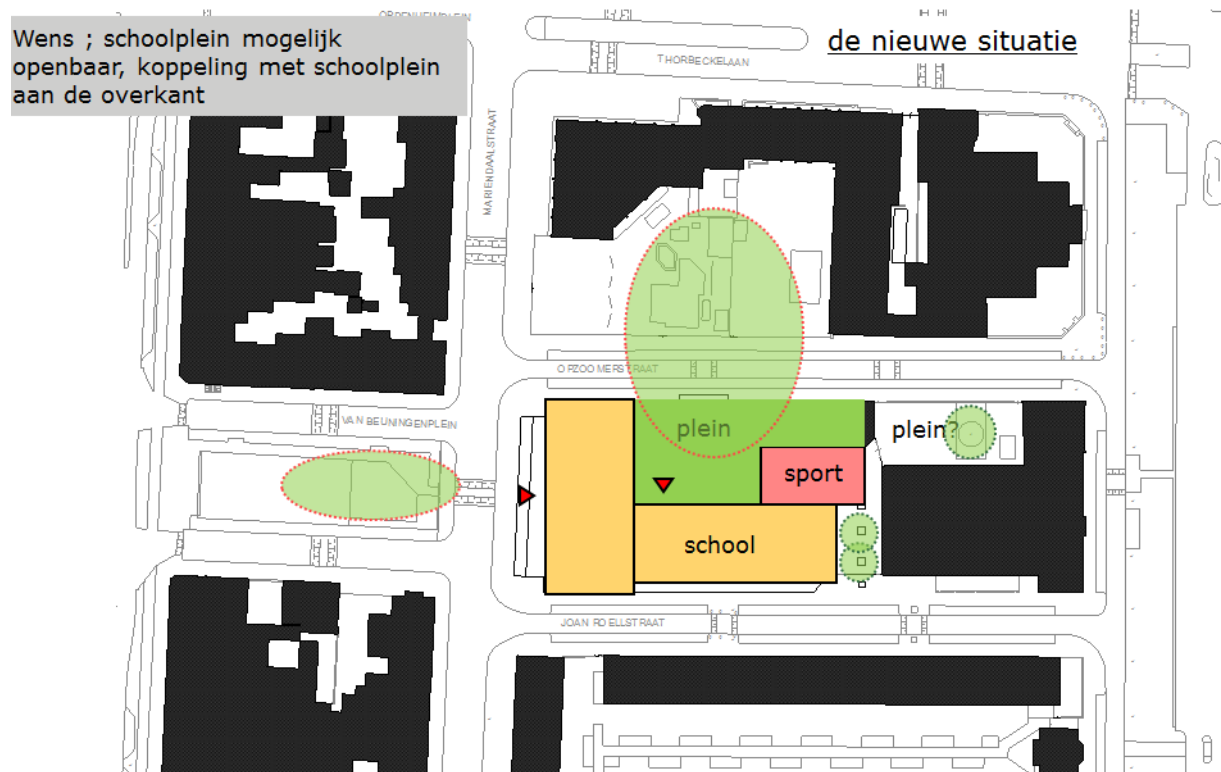 Wens ; schoolplein mogelijk
openbaar, koppeling met schoolplein
aan de overkant
de nieuwe situatie
THORBECKELAAN
MARIENDAALSTRAAT
OPZOOMERSTRAAT
VAN BEUNINGENPLEIN
plein
plein?
sport
school
JOAN ROELLSTRAAT